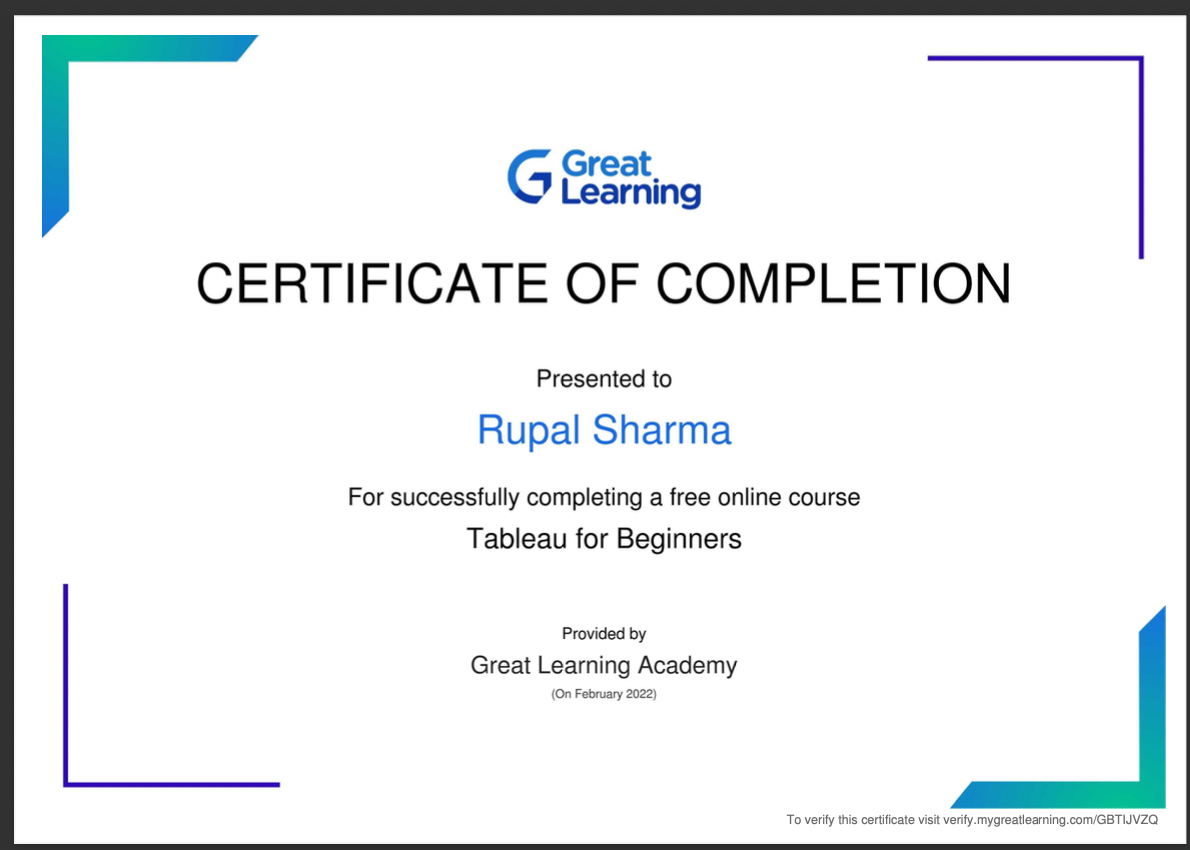 Great
Learning
CERTIFICATE OF COMPLETION
Presented to
Rupal Sharma
For successfully completing a free online course
Tableau for Beginners
Provided by
Great Learning Academy
(On February 2022)
To verify this certificate visit verify.mygreatlearning.com/GBTIJVZQ